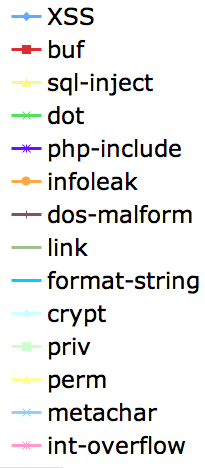 XSS
buf
sql-inject
dot
php-include
infoleak
dos-malform
link
format-string
crypt
priv
perm
metachar
int-overflow